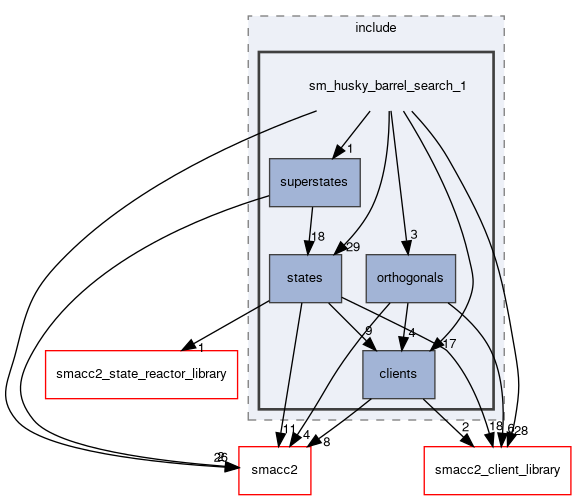 include
sm_husky_barrel_search_1
1
superstates
3
18
29
states
orthogonals
9
4
17
1
smacc2_state_reactor_library
clients
11
4
8
2
18
6
28
26
smacc2
smacc2_client_library